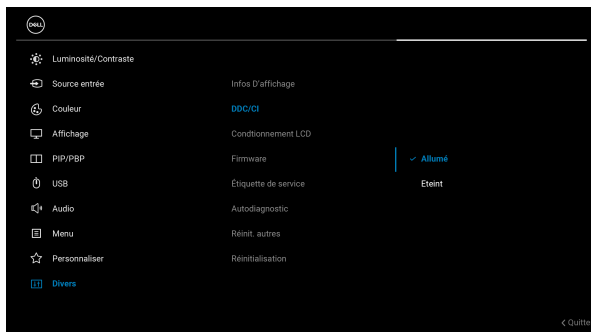 DELL
Luminosité/Contraste
Source entrée
Couleur
Affichage
PIP/PBP
USB
Audio
Menu
Personnaliser
Divers
Infos D'affichage
DDC/CI
Condtionnement LCD
Firmware
Étiquette de service
Autodiagnostic
Réinit. autres
Réinitialisation
Allumé
Eteint
Quitte